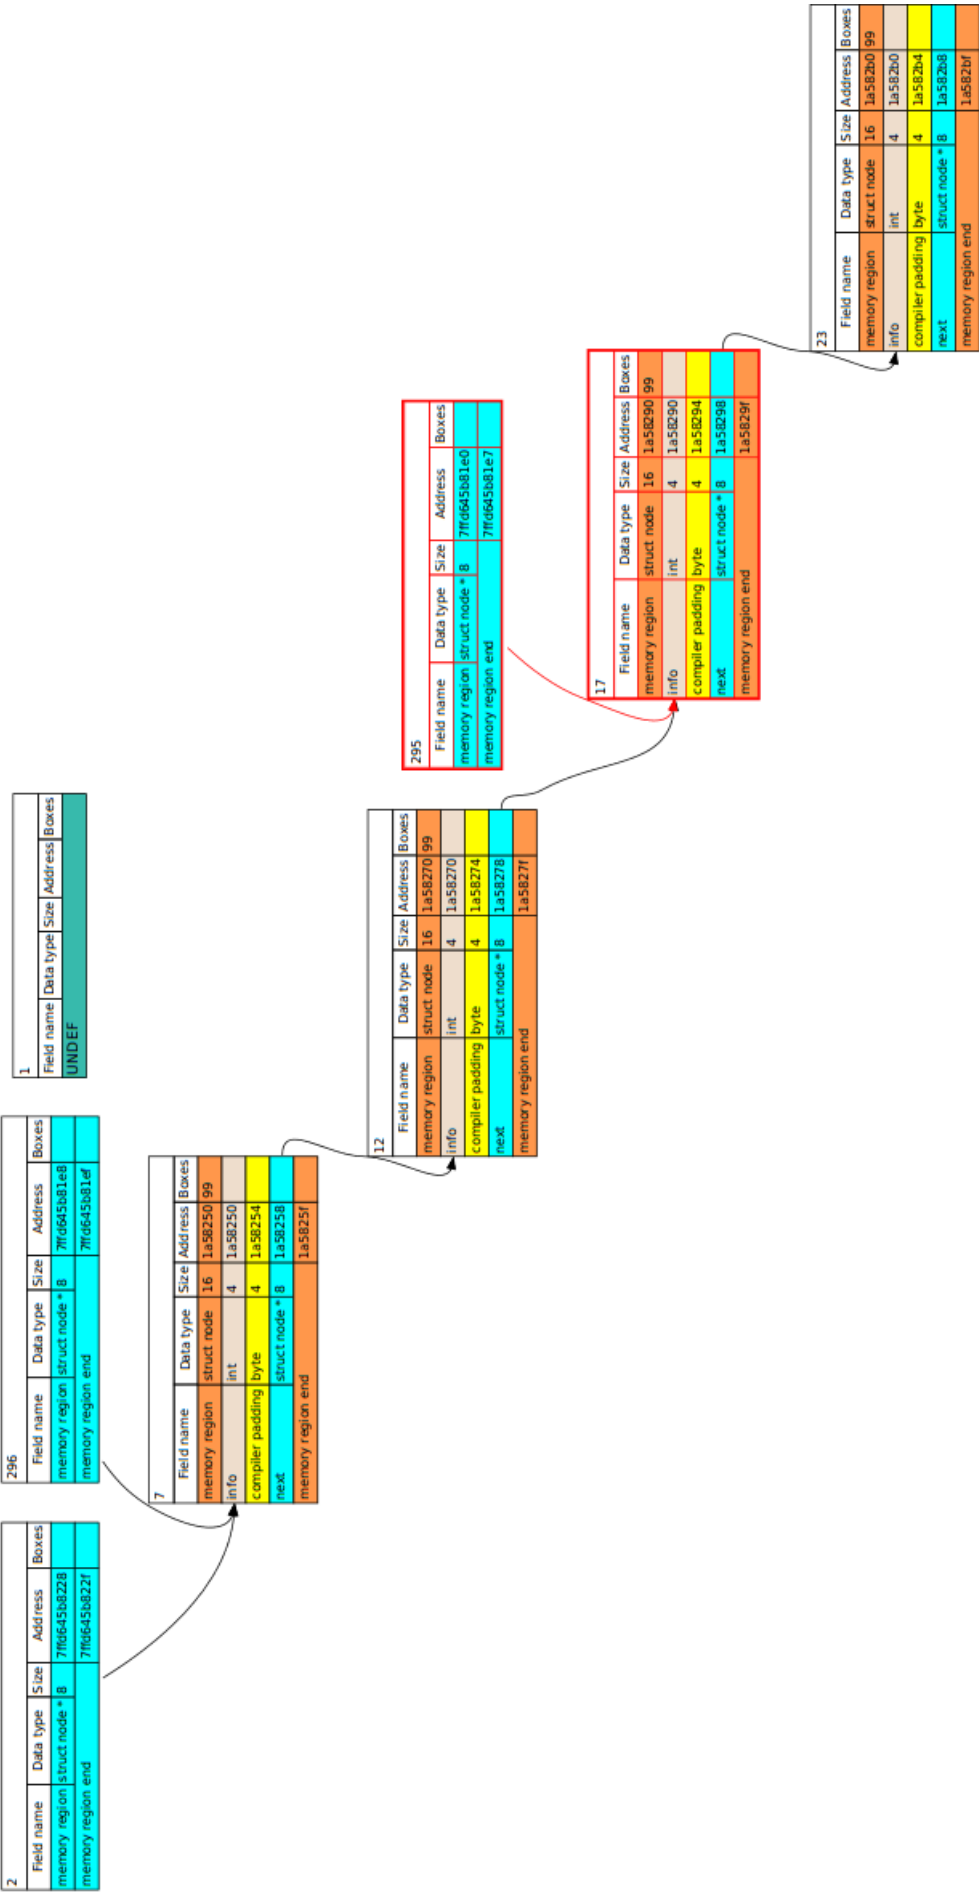 2
Field name Data type Size Address Boxes
memory region struct node * 8 7ffd645b8228
memory region end 7ffd645b822f
296
Field name Data type Size Address Boxes
memory region struct node * 8 7ffd645b81e8
memory region end 7ffd645b81ef
1
Field name Data type Size Address Boxes
UNDEF
7
Field name Data type Size Address Boxes
memory region struct node 16 1a58250 99
info int 4 1a58250
compiler padding byte 4 1a58254
next struct node * 8 1a58258
memory region end 1a5825f
12
Field name Data type Size Address Boxes
memory region struct node 16 1a58270 99
info int 4 1a58270
compiler padding byte 4 1a58274
next struct node * 8 1a58278
memory region end 1a5827f
295
Field name Data type Size Address Boxes
memory region struct node * 8 7ffd645b81e0
memory region end 7ffd645b81e7
17
Field name Data type Size Address Boxes
memory region struct node 16 1a58290 99
info int 4 1a58290
compiler padding byte 4 1a58294
next struct node * 8 1a58298
memory region end 1a5829f
23
Field name Data type Size Address Boxes
memory region struct node 16 1a582b0 99
info int 4 1a582b0
compiler padding byte 4 1a582b4
next struct node * 8 1a582b8
memory region end 1a582bf